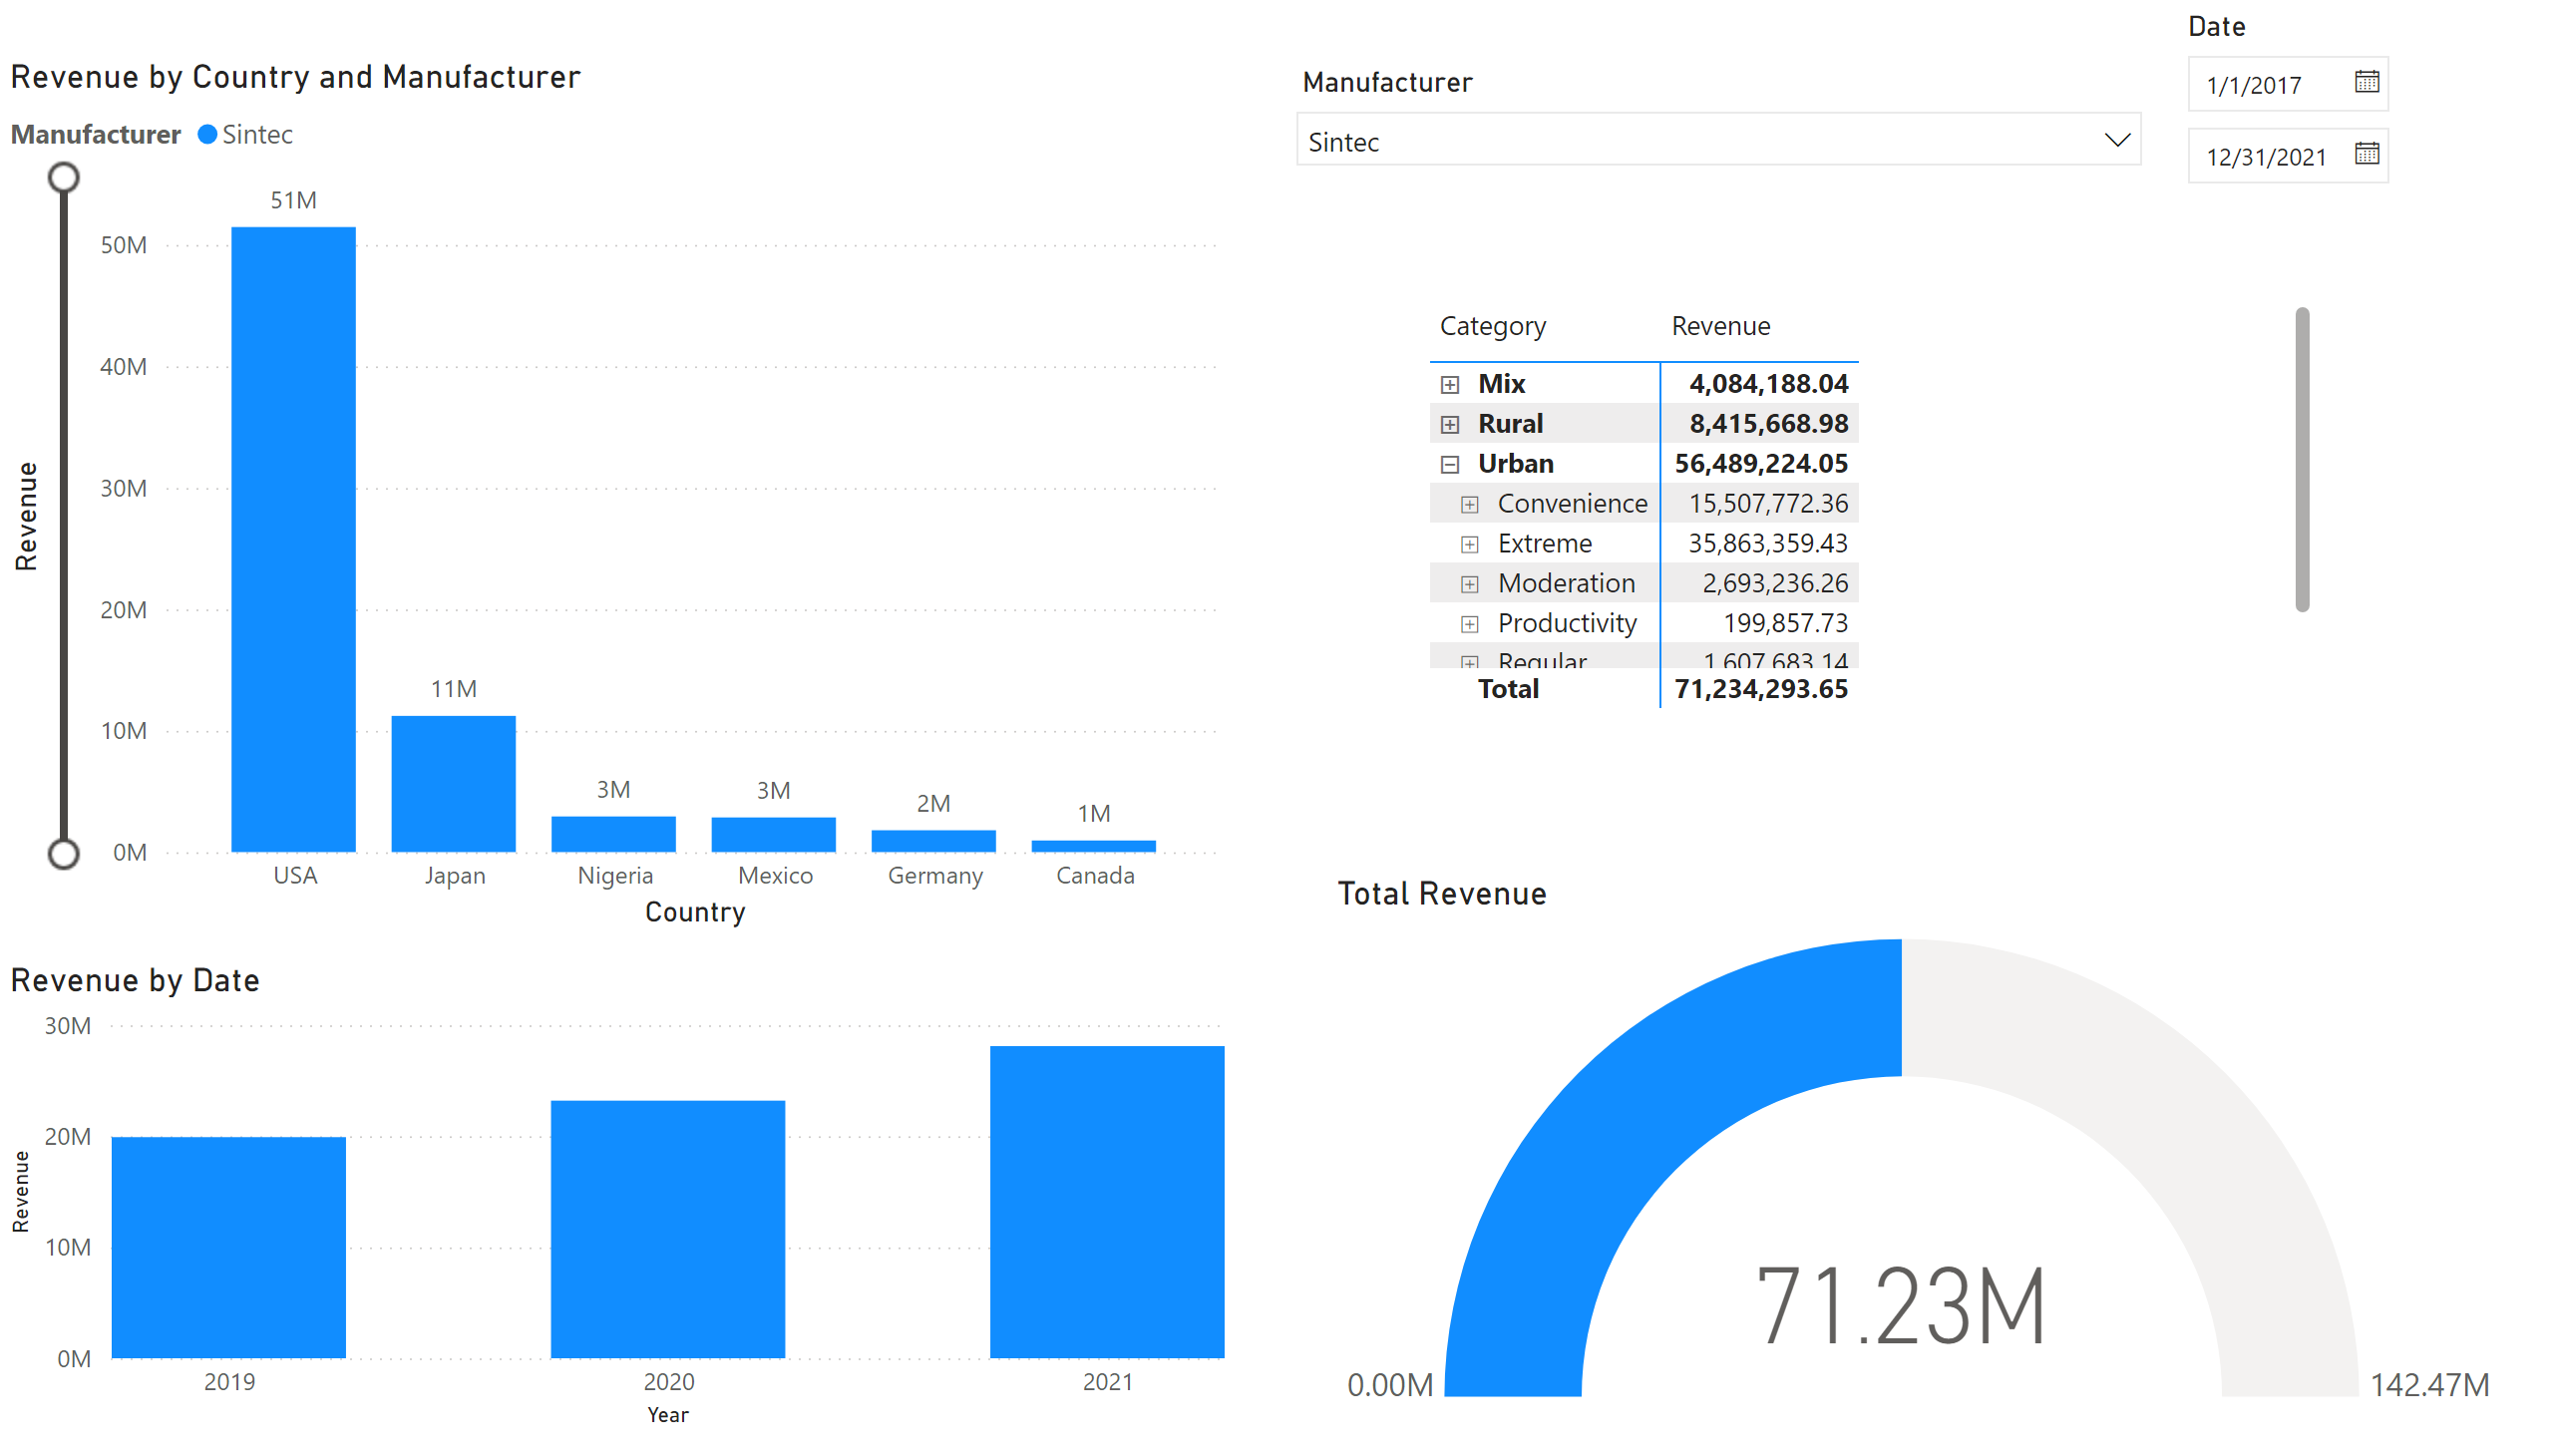 Revenue by Country and Manufacturer
Manufacturer Sintec
Revenue
50M
40M
30M
20M
10M
0M
51M
11M
3M
3M
2M
1M
USA Japan Nigeria Mexico Germany Canada
Country
Manufacturer
Sintec
Date
1/1/2017
12/31/2021
Category Revenue
Mix 4,084,188.04
Rural 8,415,668.98
Urban 56,489,224.05
Convenience 15,507,772.36
Extreme 35,863,359.43
Moderation 2,693,236.26
Productivity 199,857.73
Regular 1,607,683.14
Total 71,234,293.65
Revenue by Date
Revenue
30M
20M
10M
0M
2019 2020 2021
Year
Total Revenue
71.23M
0.00M 142.47M